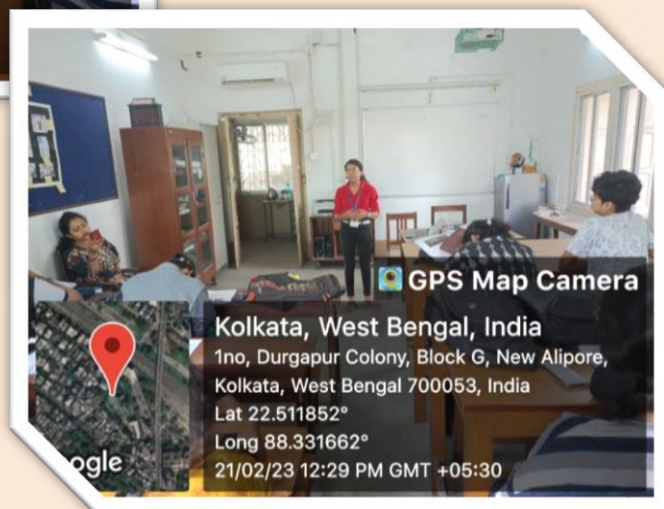 GPS Map Camera
Kolkata, West Bengal, India
1no, Durgapur Colony, Block G, New Alipore,
Kolkata, West Bengal 700053, India
Lat 22.511852°
Long 88.331662°
21/02/23 12:29 PM GMT +05:30
ogle